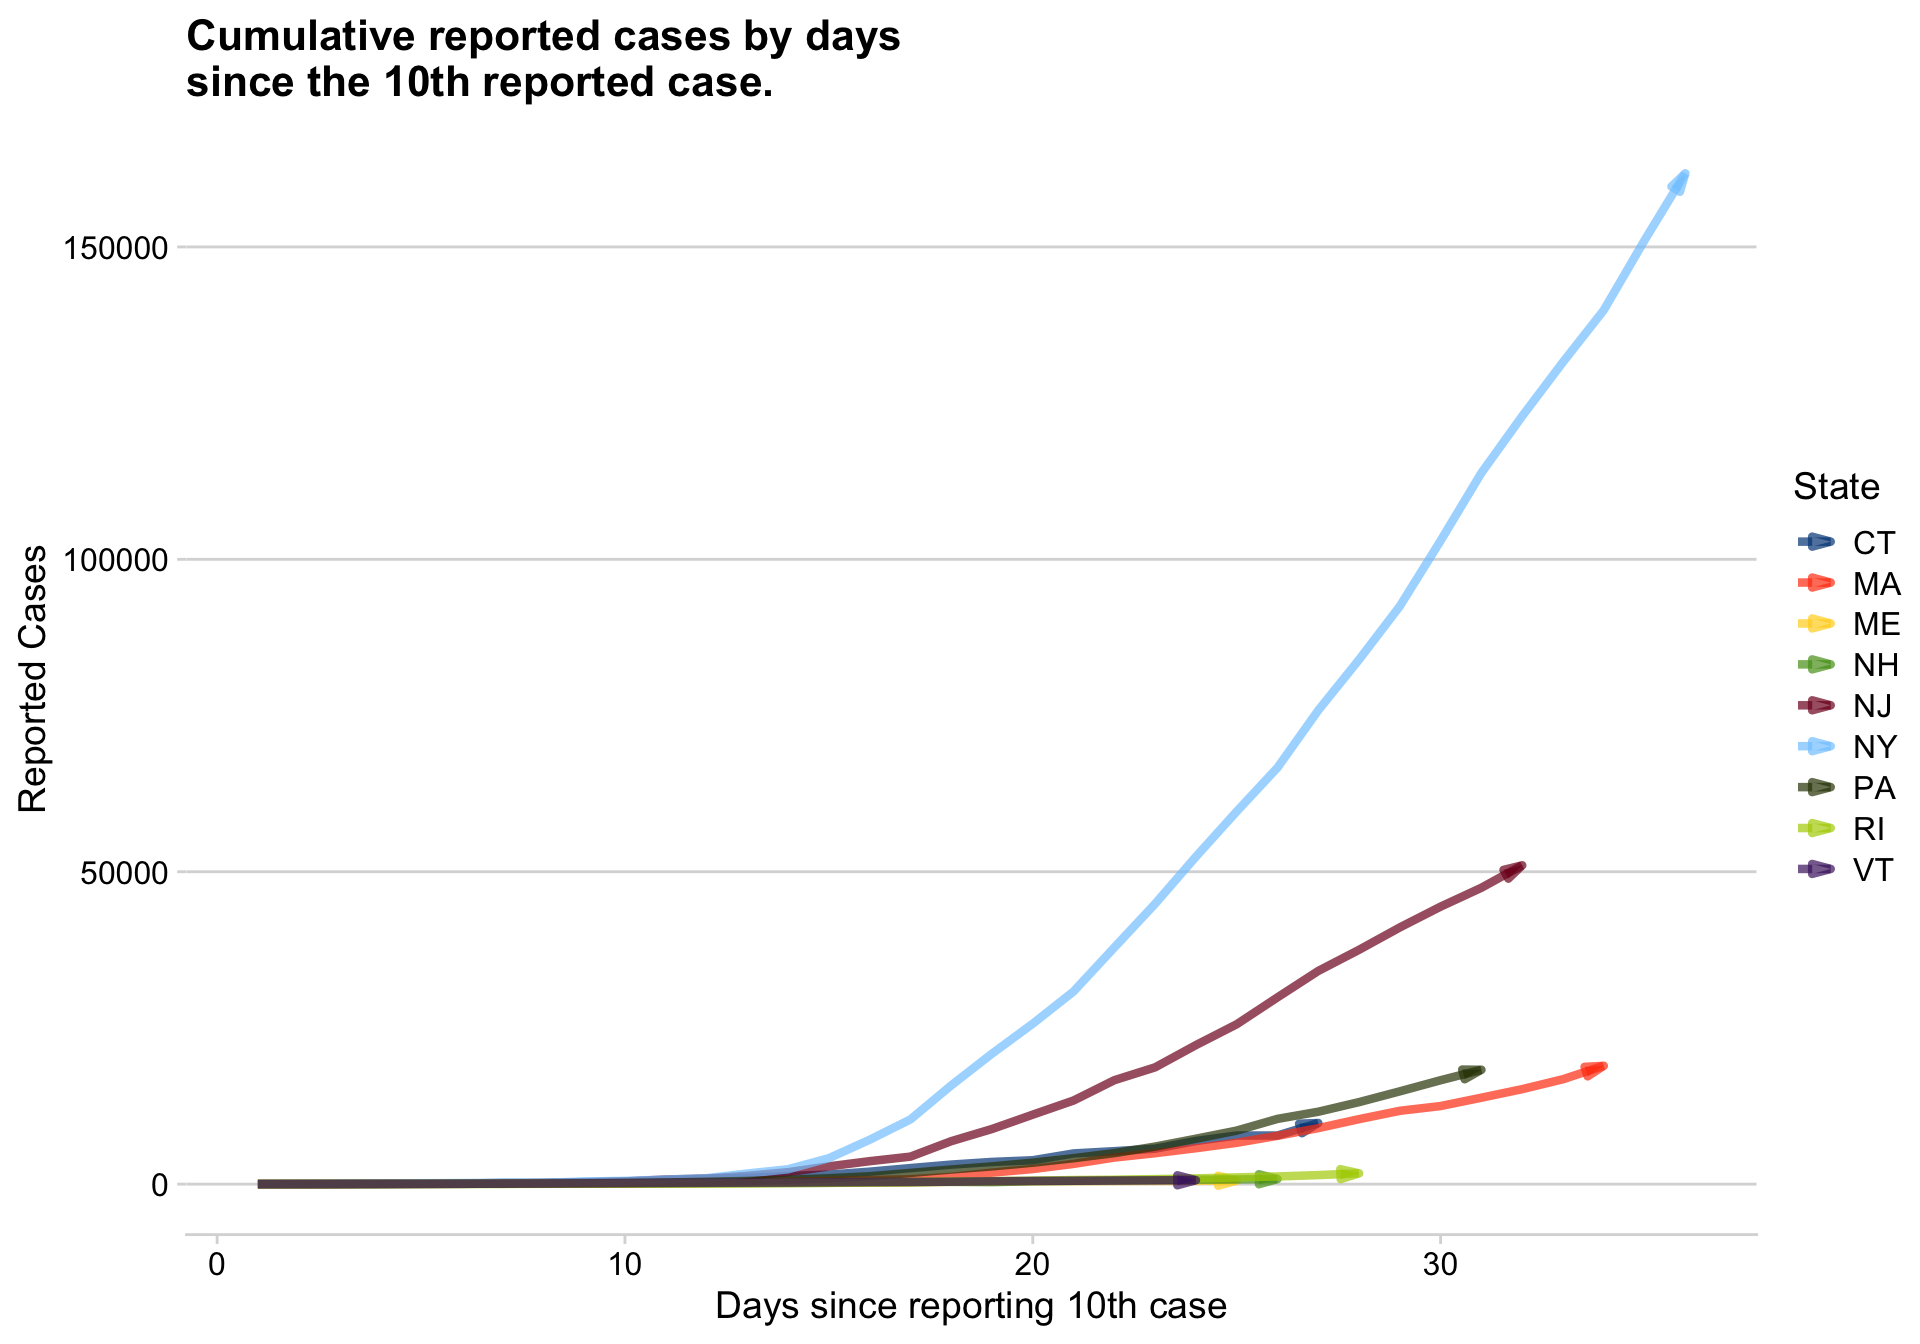 Cumulative reported cases by days
since the 10th reported case.
Reported Cases
150000
100000
50000
0
0
10
20
30
Days since reporting 10th case
State
CT
MA
ME
NH
NJ
NY
PA
RI
VT